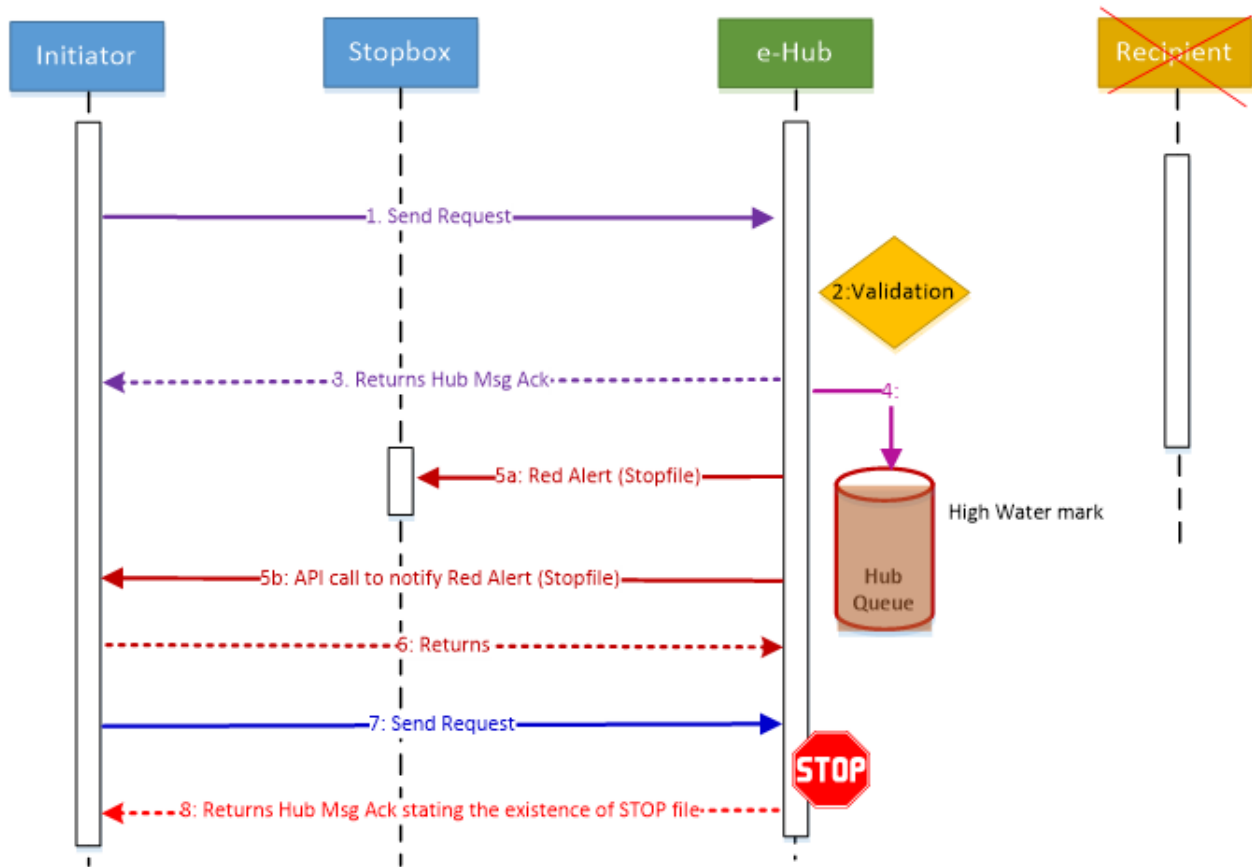 Initiator
Stopbox
e-Hub
Recipient
1. Send Request
2:Validation
3. Returns Hub Msg Ack
4:
5a: Red Alert (Stopfile)
High Water mark
Hub
Queue
5b: API call to notify Red Alert (Stopfile)
6: Returns
7: Send Request
STOP
8: Returns Hub Msg Ack stating the existence of STOP file